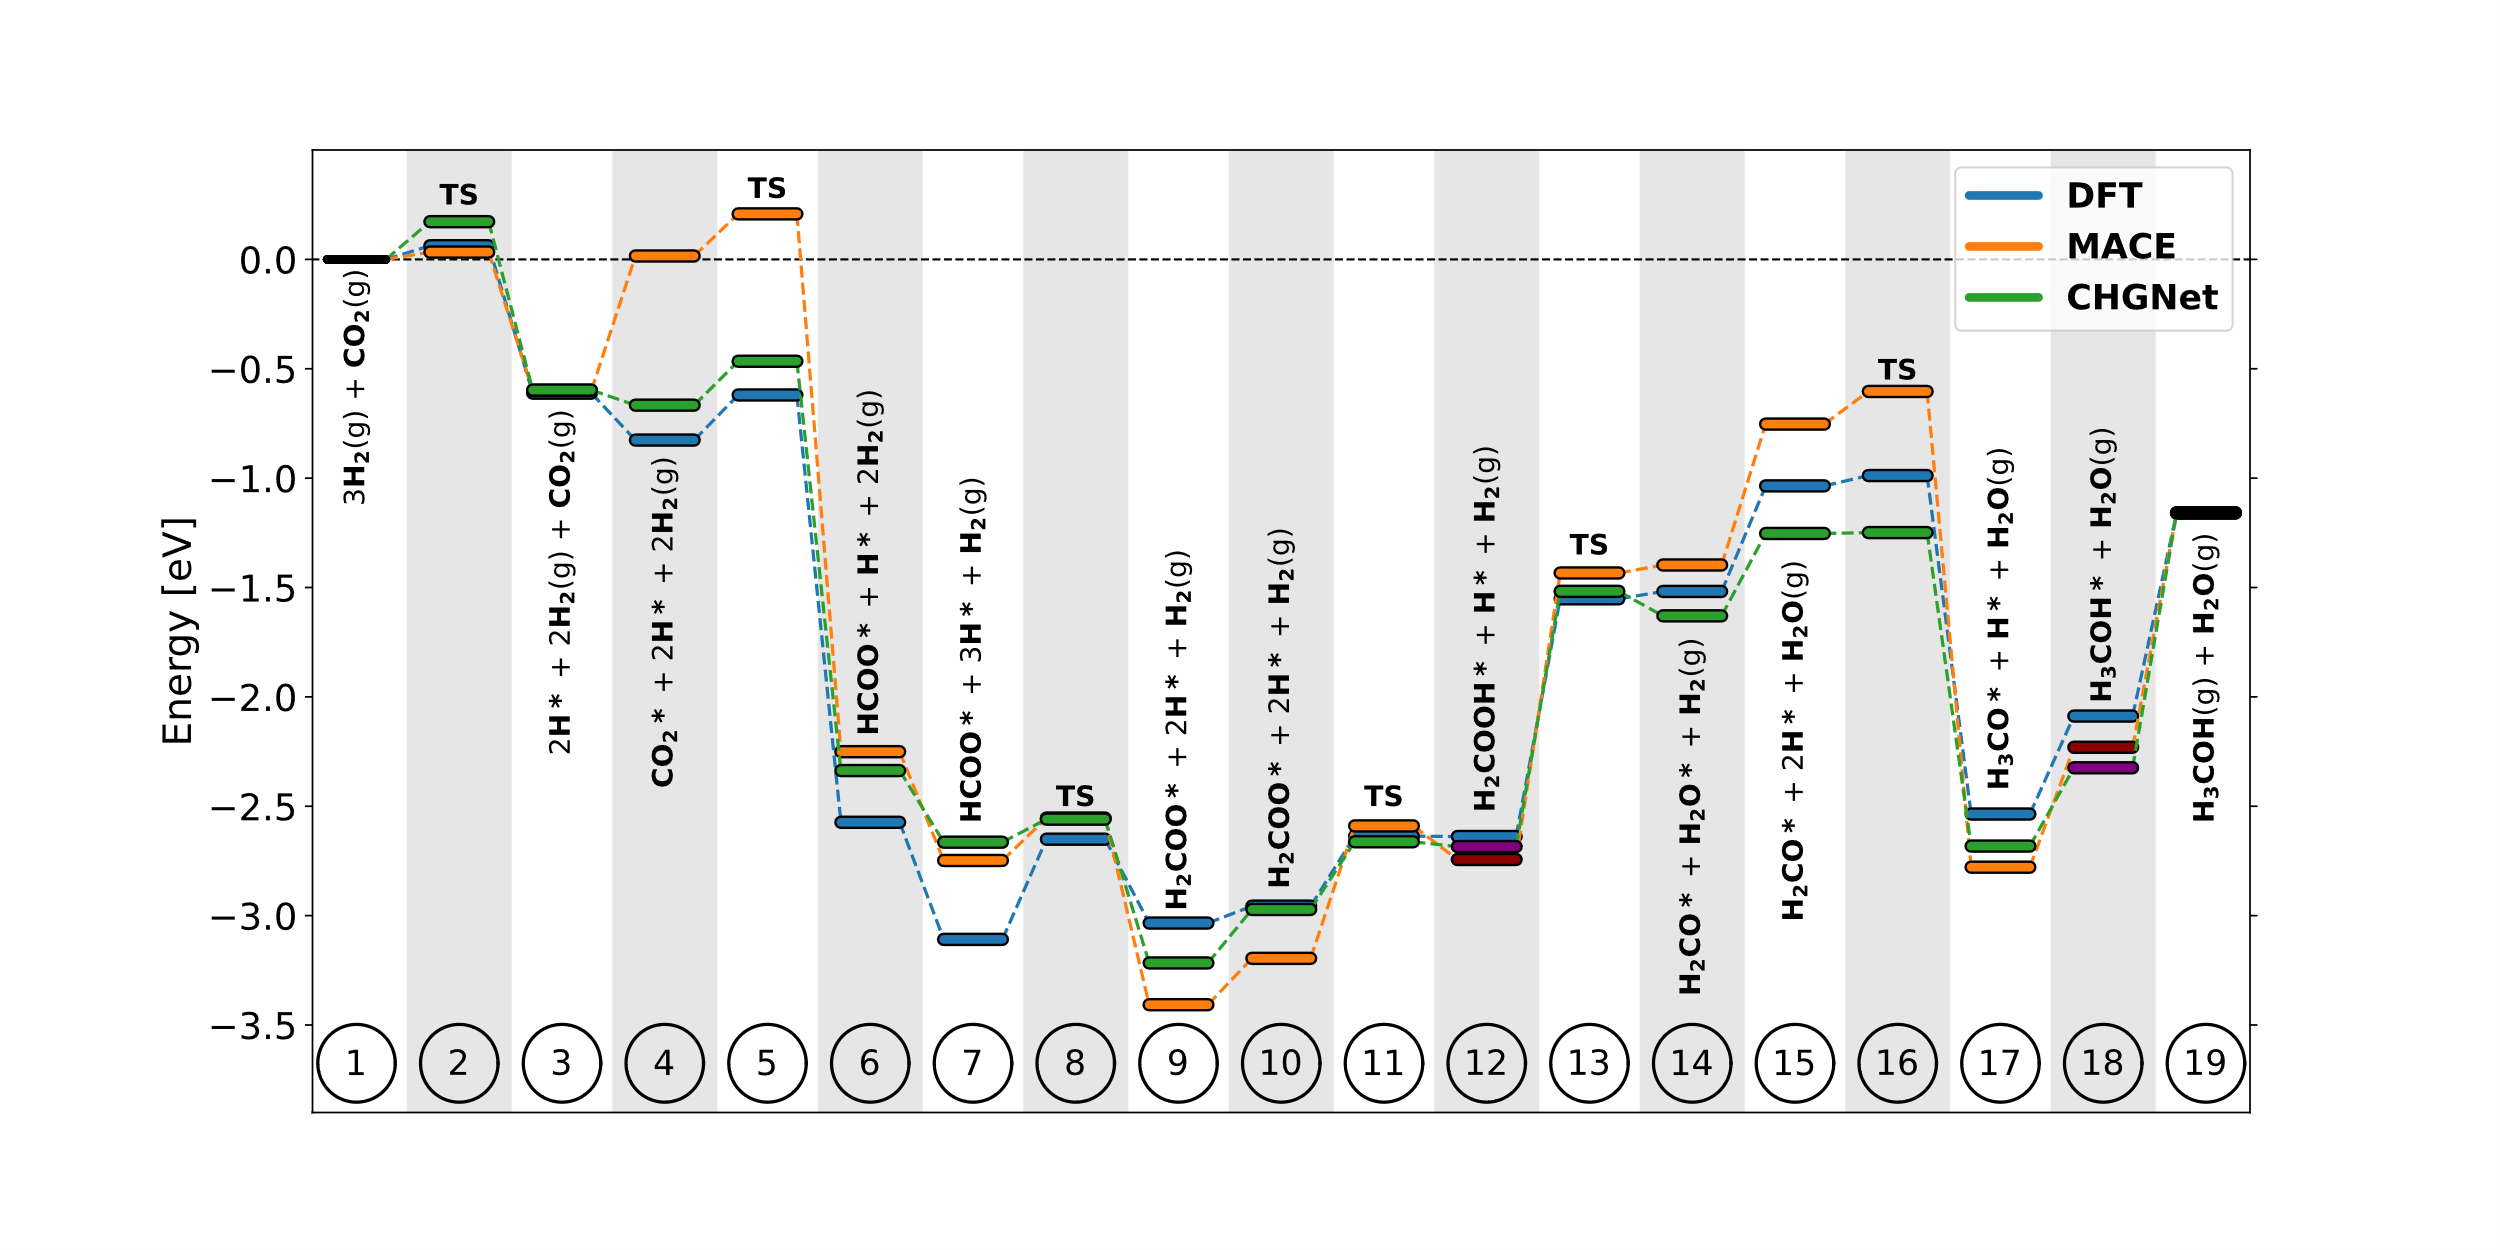 Energy [eV]
0.0
−0.5
−1.0
−1.5
−2.0
−2.5
−3.0
−3.5
DFT
MACE
CHGNet
3H₂(g) + CO₂(g)
TS
2H* + 2H₂(g) + CO₂(g)
CO₂* + 2H* + 2H₂(g)
TS
HCOO* + H* + 2H₂(g)
HCOO* + 3H* + H₂(g)
TS
H₂COO* + 2H* + H₂(g)
H₂COO* + 2H* + H₂(g)
TS
H₂COOH* + H* + H₂(g)
TS
H₂CO* + H₂O* + H₂(g)
H₂CO* + 2H* + H₂O(g)
TS
H₃CO* + H* + H₂O(g)
H₃COH* + H₂O(g)
H₃COH(g) + H₂O(g)
1
2
3
4
5
6
7
8
9
10
11
12
13
14
15
16
17
18
19